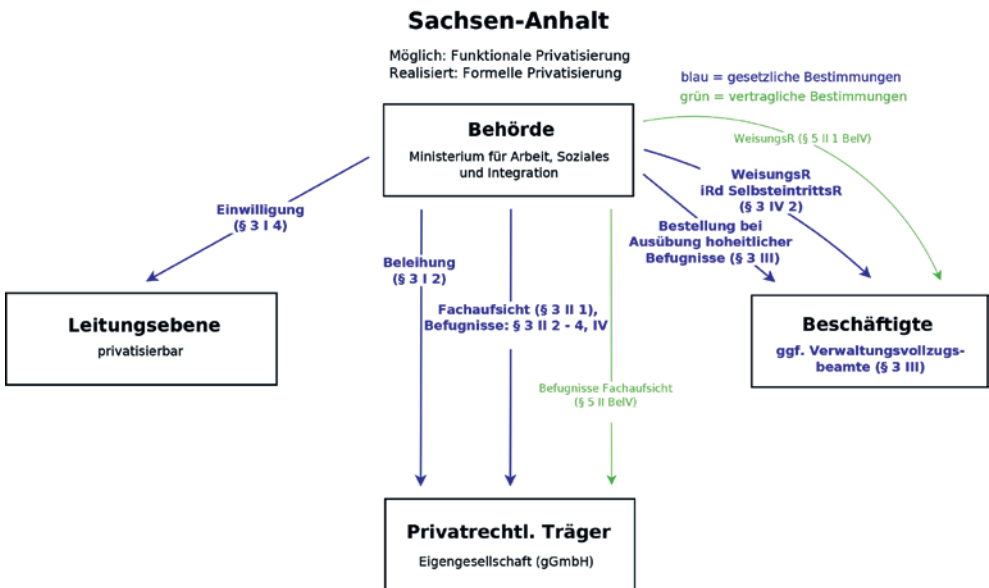 Sachsen-Anhalt
Möglich: Funktionale Privatisierung
Realisiert: Formelle Privatisierung
blau = gesetzliche Bestimmungen
grün = vertragliche Bestimmungen
Behörde
Ministerium für Arbeit, Soziales
und Integration
WeisungsR (§ 5 II 1 BelV)
WeisungsR
iRd SelbsteintrittsR
(§ 3 IV 2)
Einwilligung
(§ 3 I 4)
Bestellung bei
Ausübung hoheitlicher
Befugnisse (§ 3 III)
Beleihung
(§ 3 I 2)
Fachaufsicht (§ 3 II 1),
Befugnisse: § 3 II 2 - 4, IV
Leitungsebene
privatisierbar
Beschäftigte
ggf. Verwaltungsvollzugs-
beamte (§ 3 III)
Befugnisse Fachaufsicht
(§ 5 II BelV)
Privatrechtl. Träger
Eigengesellschaft (gGmbH)